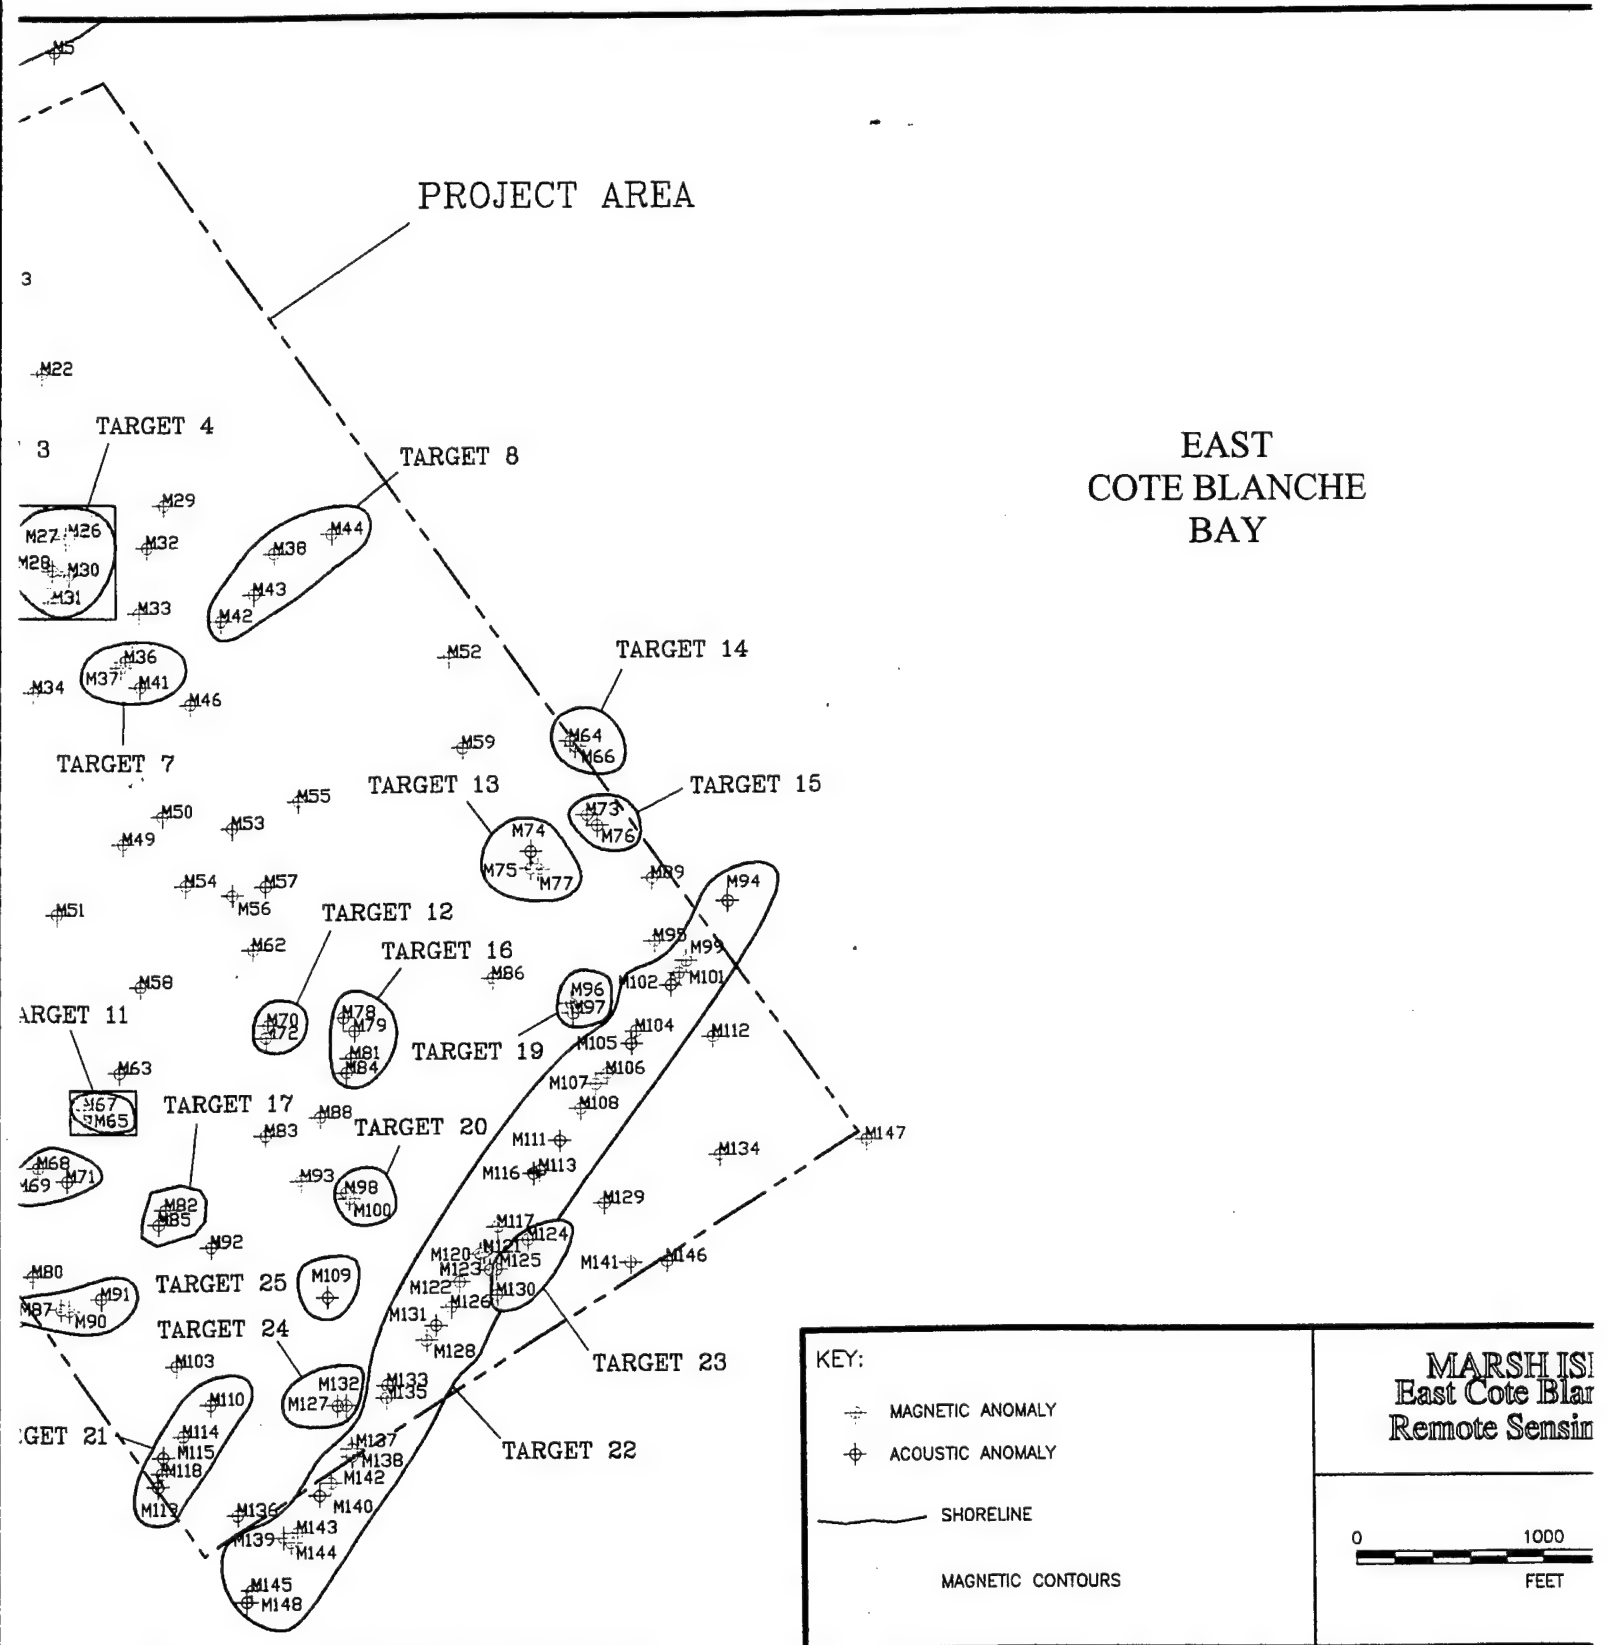 M5
PROJECT AREA
3
M22
TARGET 4
3
TARGET 8
EAST
COTE BLANCHE
BAY
M29
M44
M27
M26
M32
M38
M28
M30
M31
M43
M33
M42
M52
TARGET 14
M36
M37
M41
M34
M46
M64
M59
M66
TARGET 7
TARGET 13
TARGET 15
M55
M50
M73
M53
M74
M76
M49
M75
M77
M89
M54
M57
M94
M56
M51
TARGET 12
M62
TARGET 16
M95
M99
M86
M58
M102
M101
M96
M97
ARGET 11
M70
M78
M72
M79
M104
M112
M105
TARGET 19
M81
M84
M63
M106
M107
M67
TARGET 17
M65
M108
M88
TARGET 20
M83
M111
M147
M134
M68
M116
M113
M71
M69
M93
M98
M100
M82
M129
M85
M117
M124
M92
M120
M121
M141
M146
M125
M123
M80
TARGET 25
M109
M122
M130
M91
M126
M87
M90
M131
TARGET 24
M128
TARGET 23
M103
M132
M133
M127
M135
M110
GET 21
M114
M137
TARGET 22
M115
M138
M118
M142
M119
M140
M136
M143
M139
M144
M145
M148
KEY:
MAGNETIC ANOMALY
ACOUSTIC ANOMALY
SHORELINE
MAGNETIC CONTOURS
MARSH ISI
East Cote Blan
Remote Sensin
0 1000
FEET